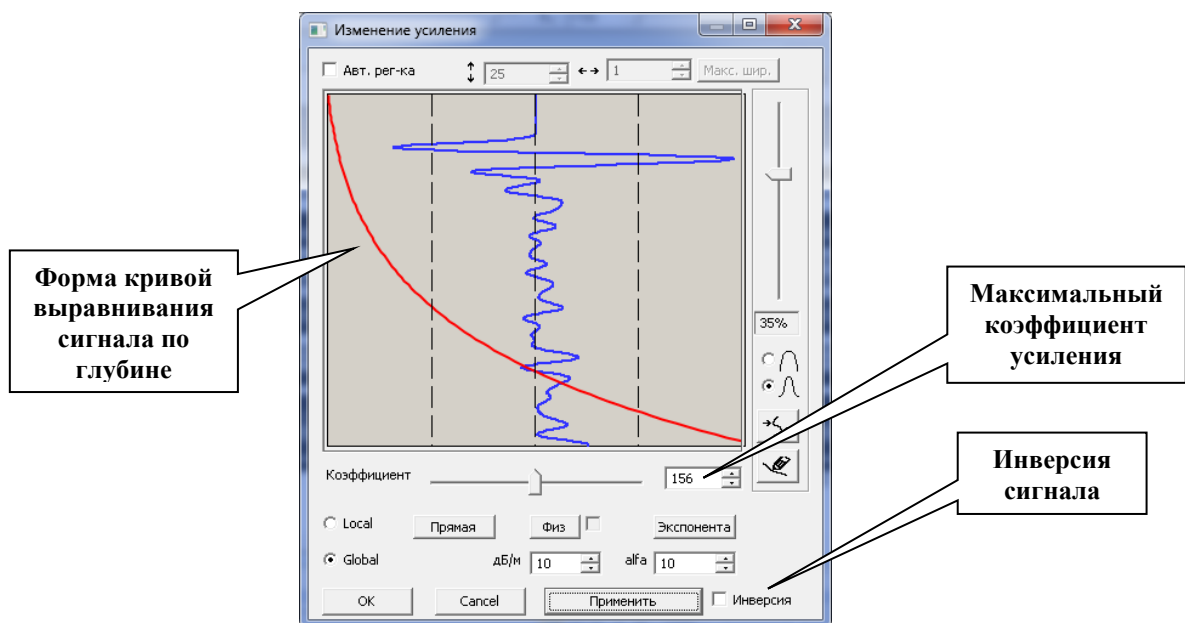 Изменение усиления
Авт. рег-ка 25 1 Макс. шир.
Форма кривой
выравнивания
сигнала по
глубине
35%
Максимальный
коэффициент
усиления
Коэффициент 156
Инверсия
сигнала
Local Прямая Физ Экспонента
Global дБ/м 10 alfa 10
OK Cancel Применить Инверсия